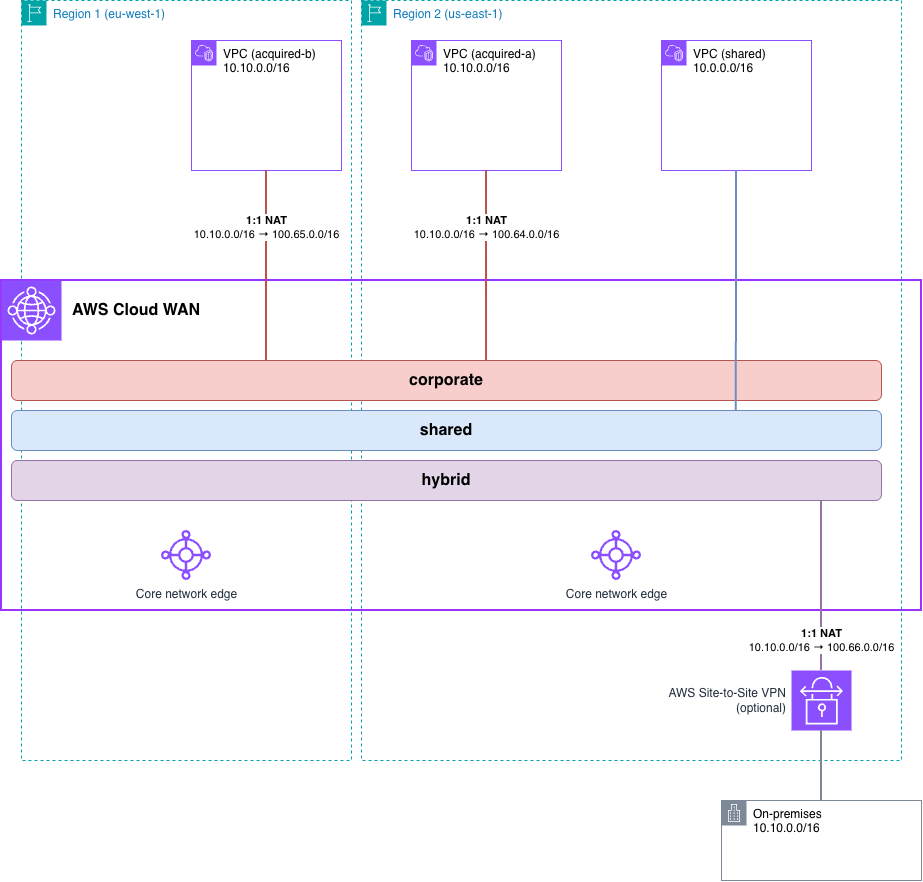 Region 1 (eu-west-1)
Region 2 (us-east-1)
VPC (acquired-b)
10.10.0.0/16
VPC (acquired-a)
10.10.0.0/16
VPC (shared)
10.0.0.0/16
1:1 NAT
10.10.0.0/16 → 100.65.0.0/16
1:1 NAT
10.10.0.0/16 → 100.64.0.0/16
AWS Cloud WAN
corporate
shared
hybrid
Core network edge
Core network edge
1:1 NAT
10.10.0.0/16 → 100.66.0.0/16
AWS Site-to-Site VPN
(optional)
On-premises
10.10.0.0/16